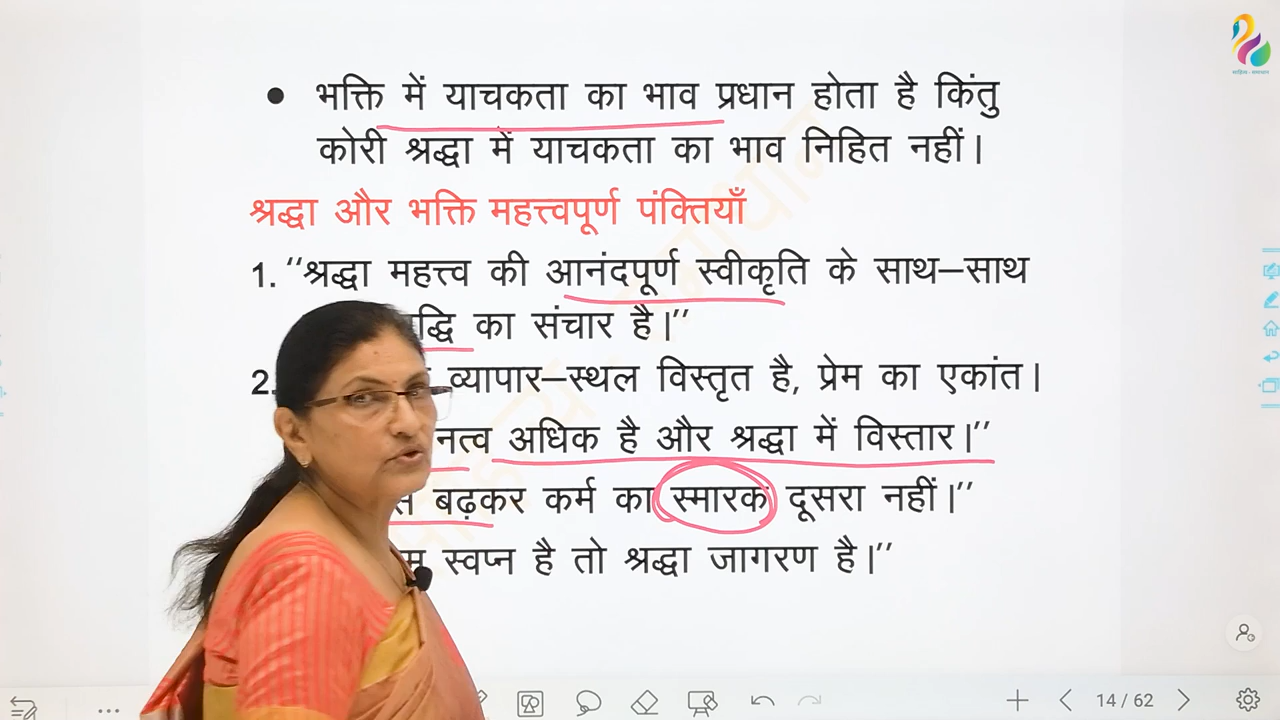 • भक्ति में याचकता का भाव प्रधान होता है किंतु
कोरी श्रद्धा में याचकता का भाव निहित नहीं।
श्रद्धा और भक्ति महत्त्वपूर्ण पंक्तियाँ
1. ‘‘श्रद्धा महत्त्व की आनंदपूर्ण स्वीकृति के साथ–साथ
द्धि का संचार है।’’
2. व्यापार–स्थल विस्तृत है, प्रेम का एकांत।
नत्व अधिक है और श्रद्धा में विस्तार।’’
बढ़कर कर्म का स्मारक दूसरा नहीं।’’
स्वप्न है तो श्रद्धा जागरण है।’’
साहित्य - समाधान
14 / 62